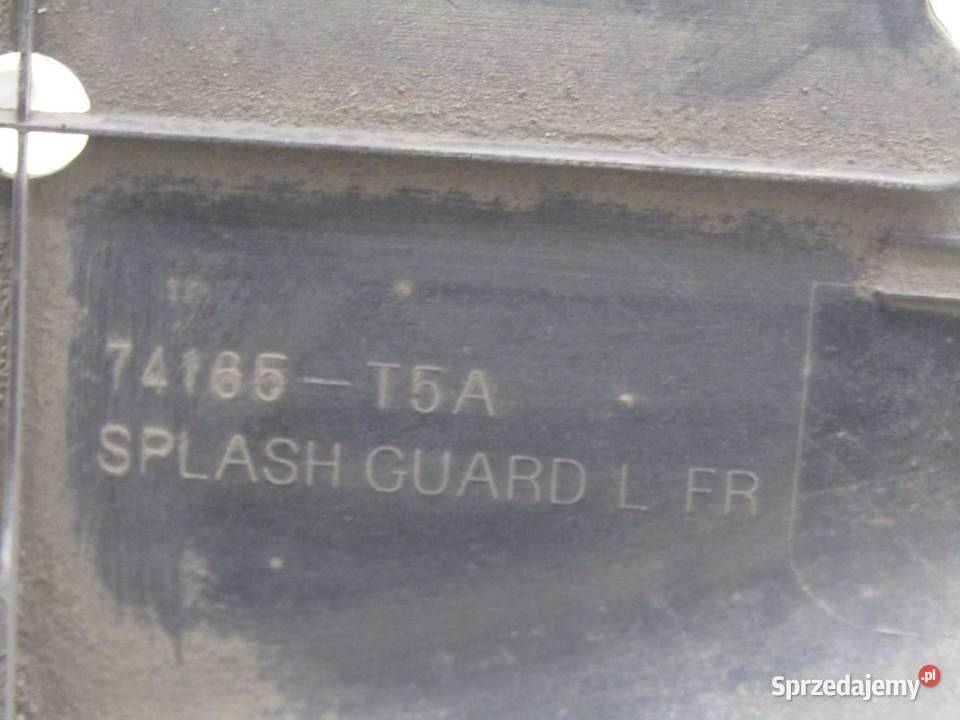 74165-T5A
SPLASH GUARD L FR
Sprzedajemy.pl